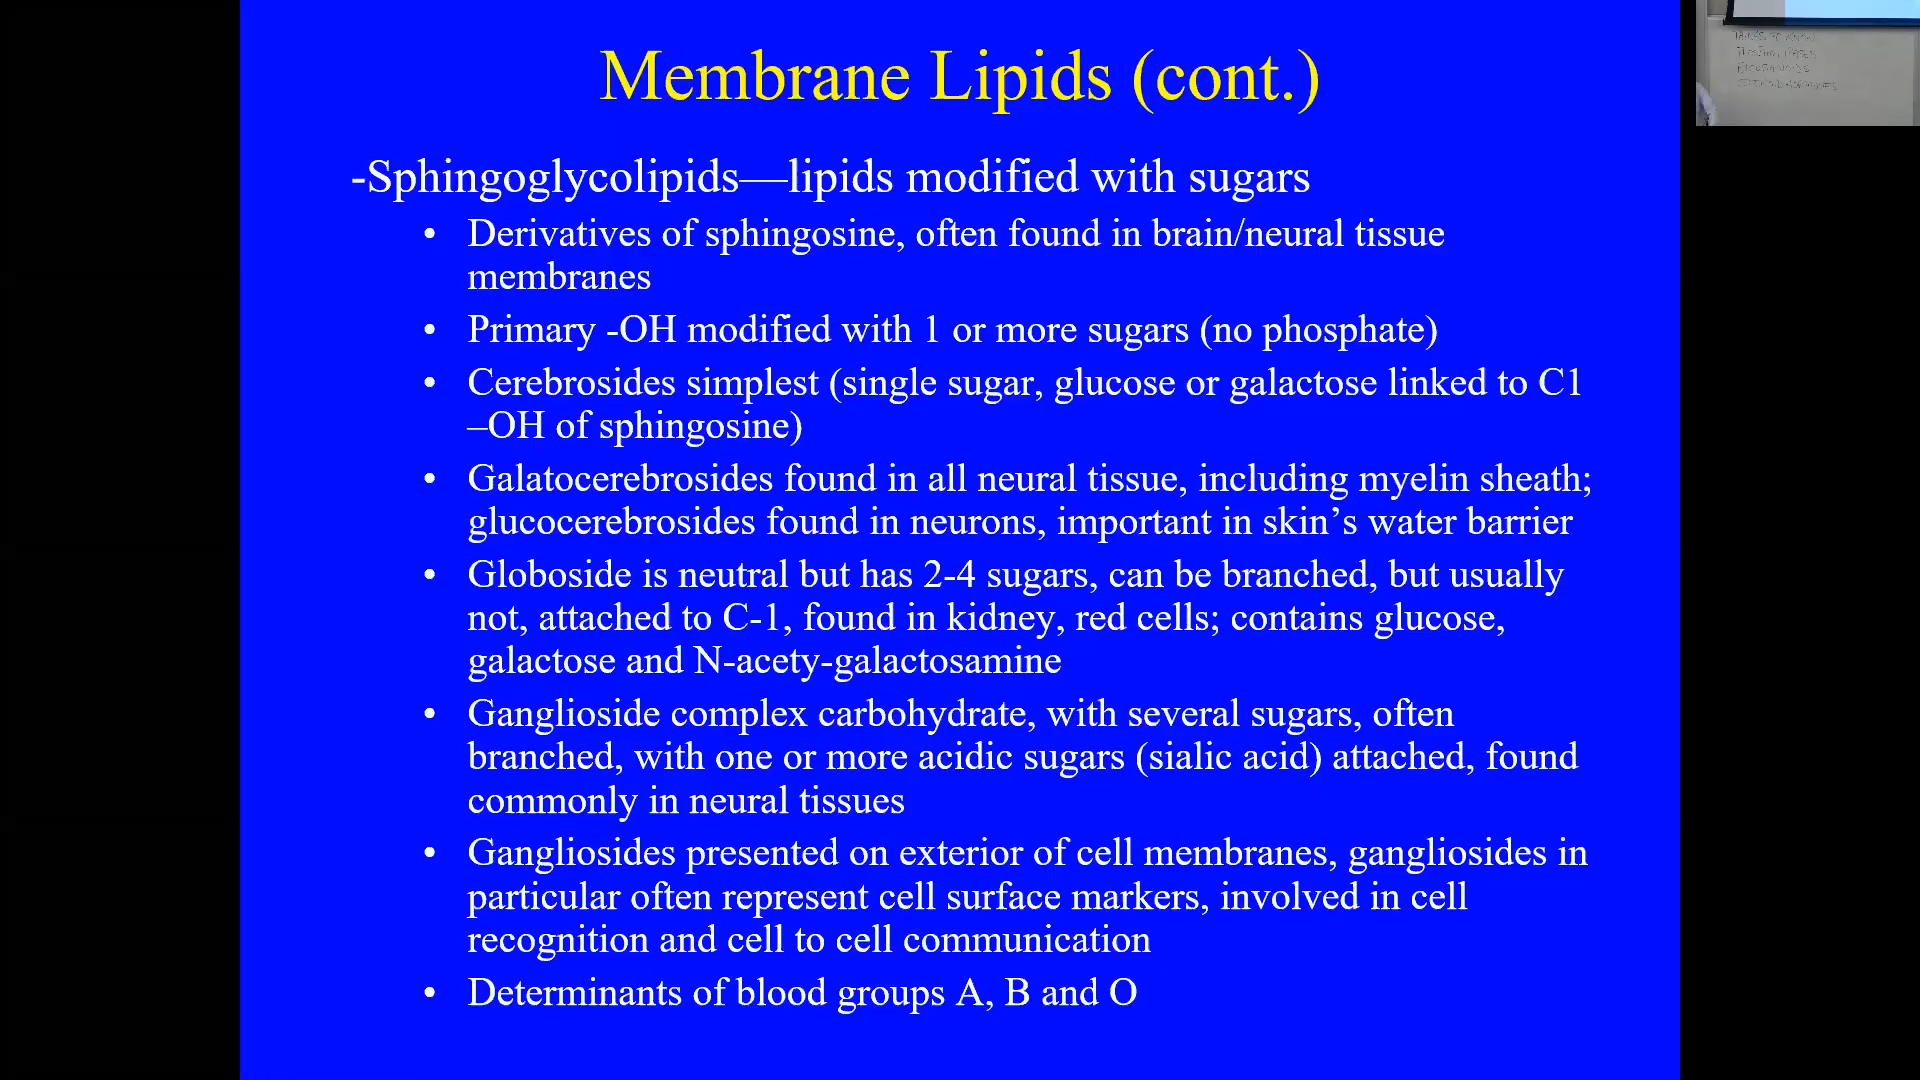 Membrane Lipids (cont.)
-Sphingoglycolipids—lipids modified with sugars
• Derivatives of sphingosine, often found in brain/neural tissue
membranes
• Primary -OH modified with 1 or more sugars (no phosphate)
• Cerebrosides simplest (single sugar, glucose or galactose linked to C1
–OH of sphingosine)
• Galatocerebrosides found in all neural tissue, including myelin sheath;
glucocerebrosides found in neurons, important in skin’s water barrier
• Globoside is neutral but has 2-4 sugars, can be branched, but usually
not, attached to C-1, found in kidney, red cells; contains glucose,
galactose and N-acety-galactosamine
• Ganglioside complex carbohydrate, with several sugars, often
branched, with one or more acidic sugars (sialic acid) attached, found
commonly in neural tissues
• Gangliosides presented on exterior of cell membranes, gangliosides in
particular often represent cell surface markers, involved in cell
recognition and cell to cell communication
• Determinants of blood groups A, B and O